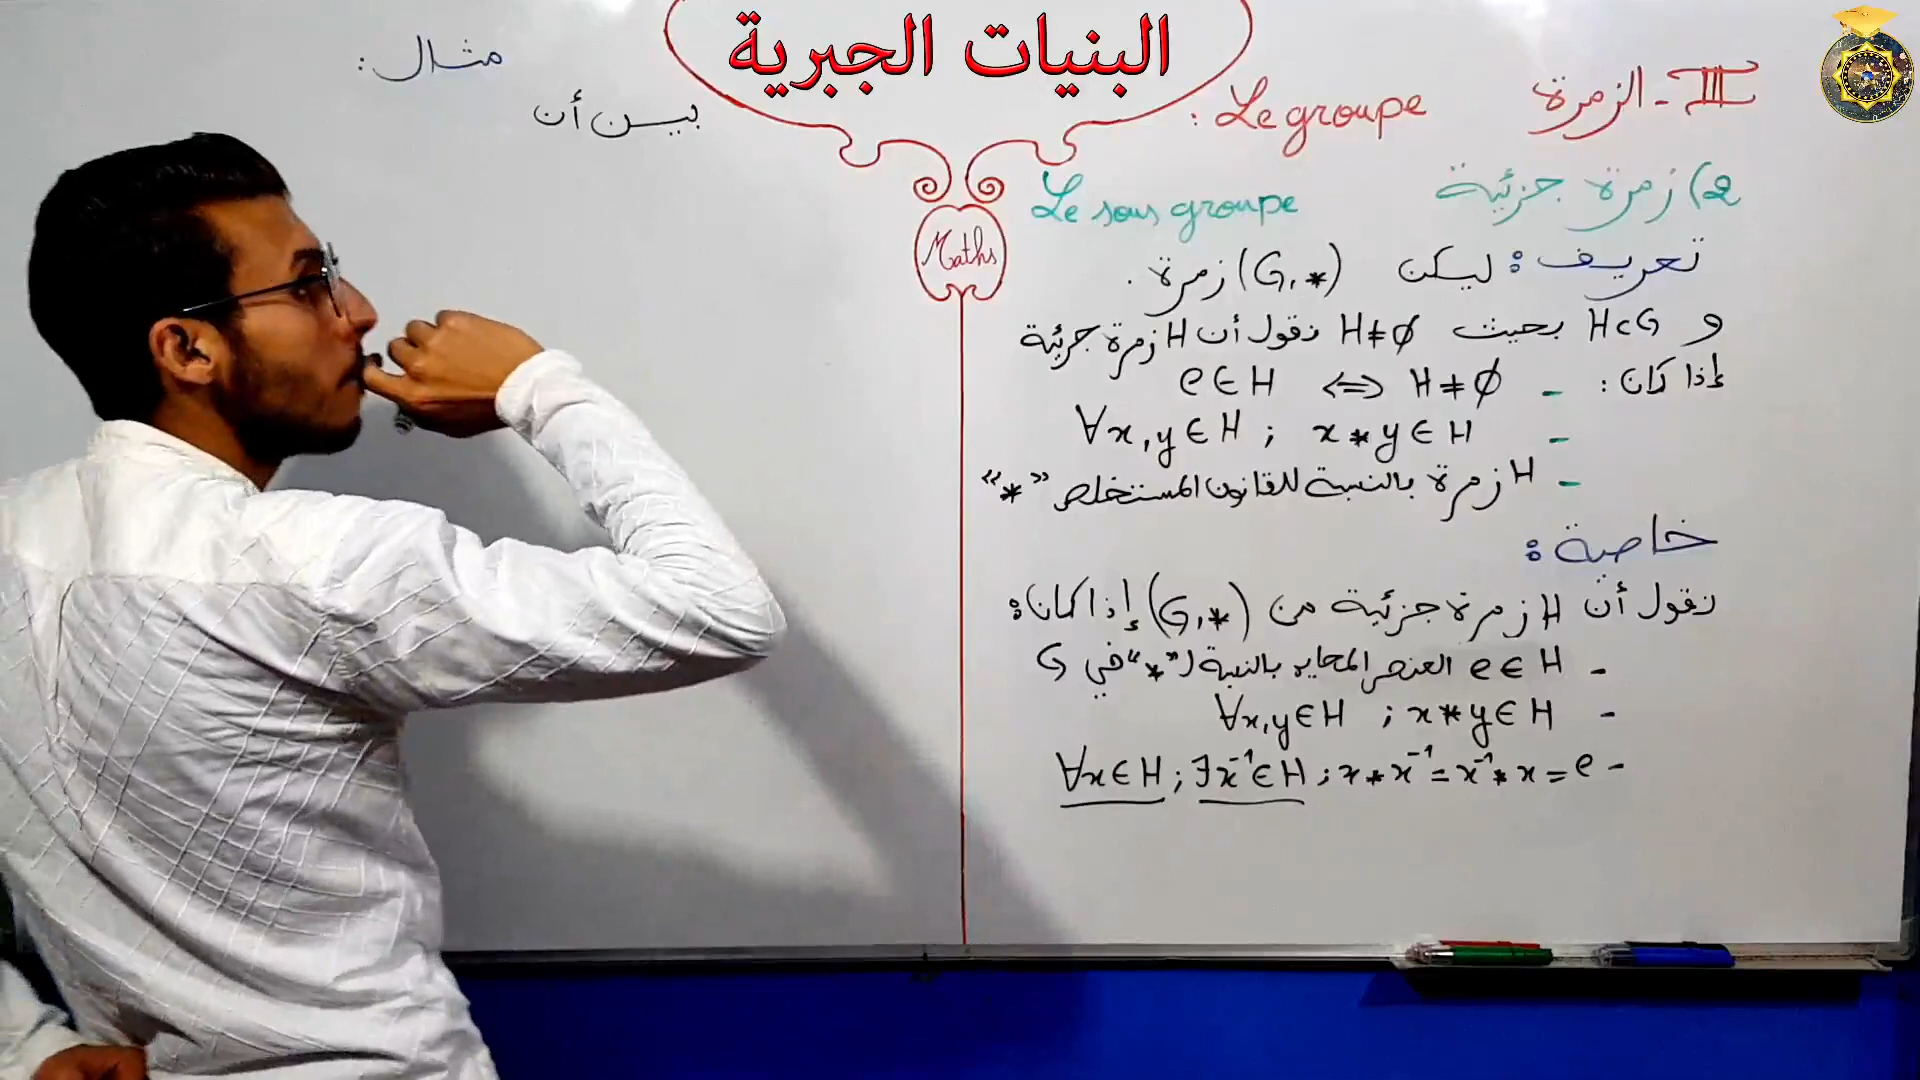 البنيات الجبرية
III - الزمرة Le groupe :
2) زمرة جزئية Le sous groupe
Maths
تعريف : ليكن (G,*) زمرة .
و H⊂G بحيث H≠∅ نقول أن H زمرة جزئية
إذا كان : - H≠∅ ⇔ e∈H
- ∀x,y∈H ; x*y∈H
- H زمرة بالنسبة للقانون المستخلص "*"
خاصية :
نقول أن H زمرة جزئية من (G,*) إذا كان :
- e∈H العنصر المحايد بالنسبة لـ "*" في G
- ∀x,y∈H ; x*y∈H
- ∀x∈H ; ∃x⁻¹∈H ; x*x⁻¹=x⁻¹*x=e
مثال :
بين أن